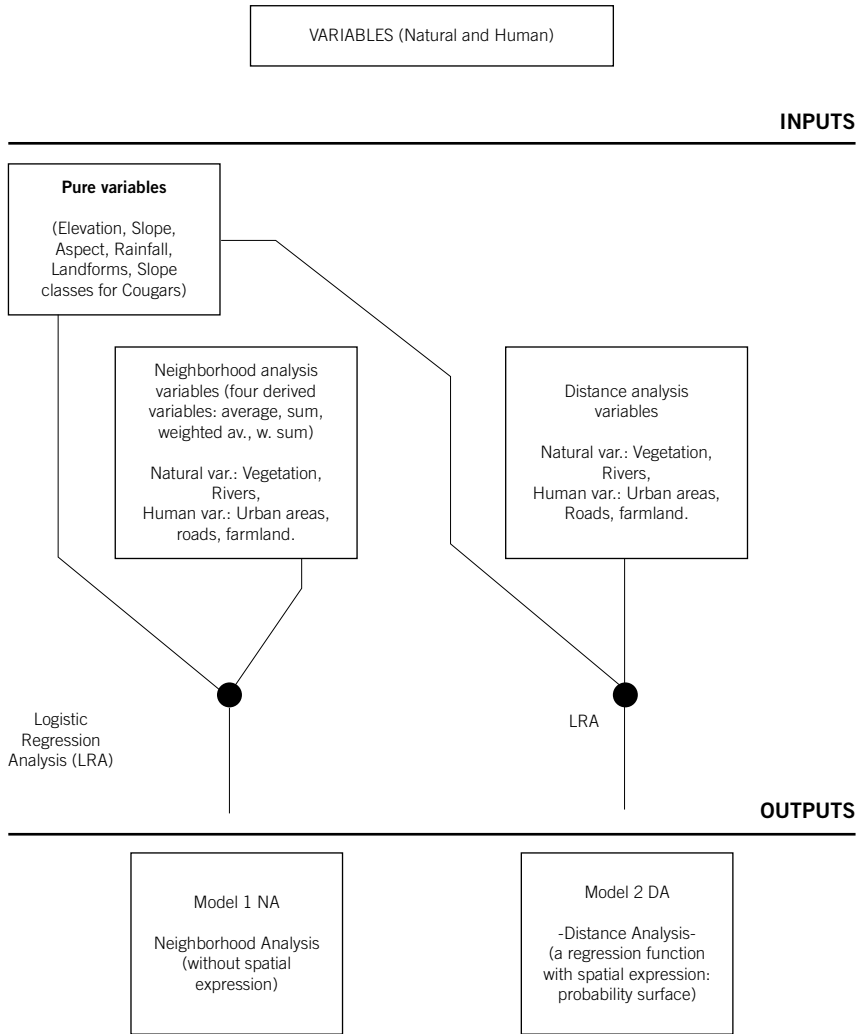 VARIABLES (Natural and Human)
INPUTS
Pure variables
(Elevation, Slope,
Aspect, Rainfall,
Landforms, Slope
classes for Cougars)
Neighborhood analysis
variables (four derived
variables: average, sum,
weighted av., w. sum)
Natural var.: Vegetation,
Rivers,
Human var.: Urban areas,
roads, farmland.
Distance analysis
variables
Natural var.: Vegetation,
Rivers,
Human var.: Urban areas,
Roads, farmland.
Logistic
Regression
Analysis (LRA)
LRA
OUTPUTS
Model 1 NA
Neighborhood Analysis
(without spatial
expression)
Model 2 DA
-Distance Analysis-
(a regression function
with spatial expression:
probability surface)